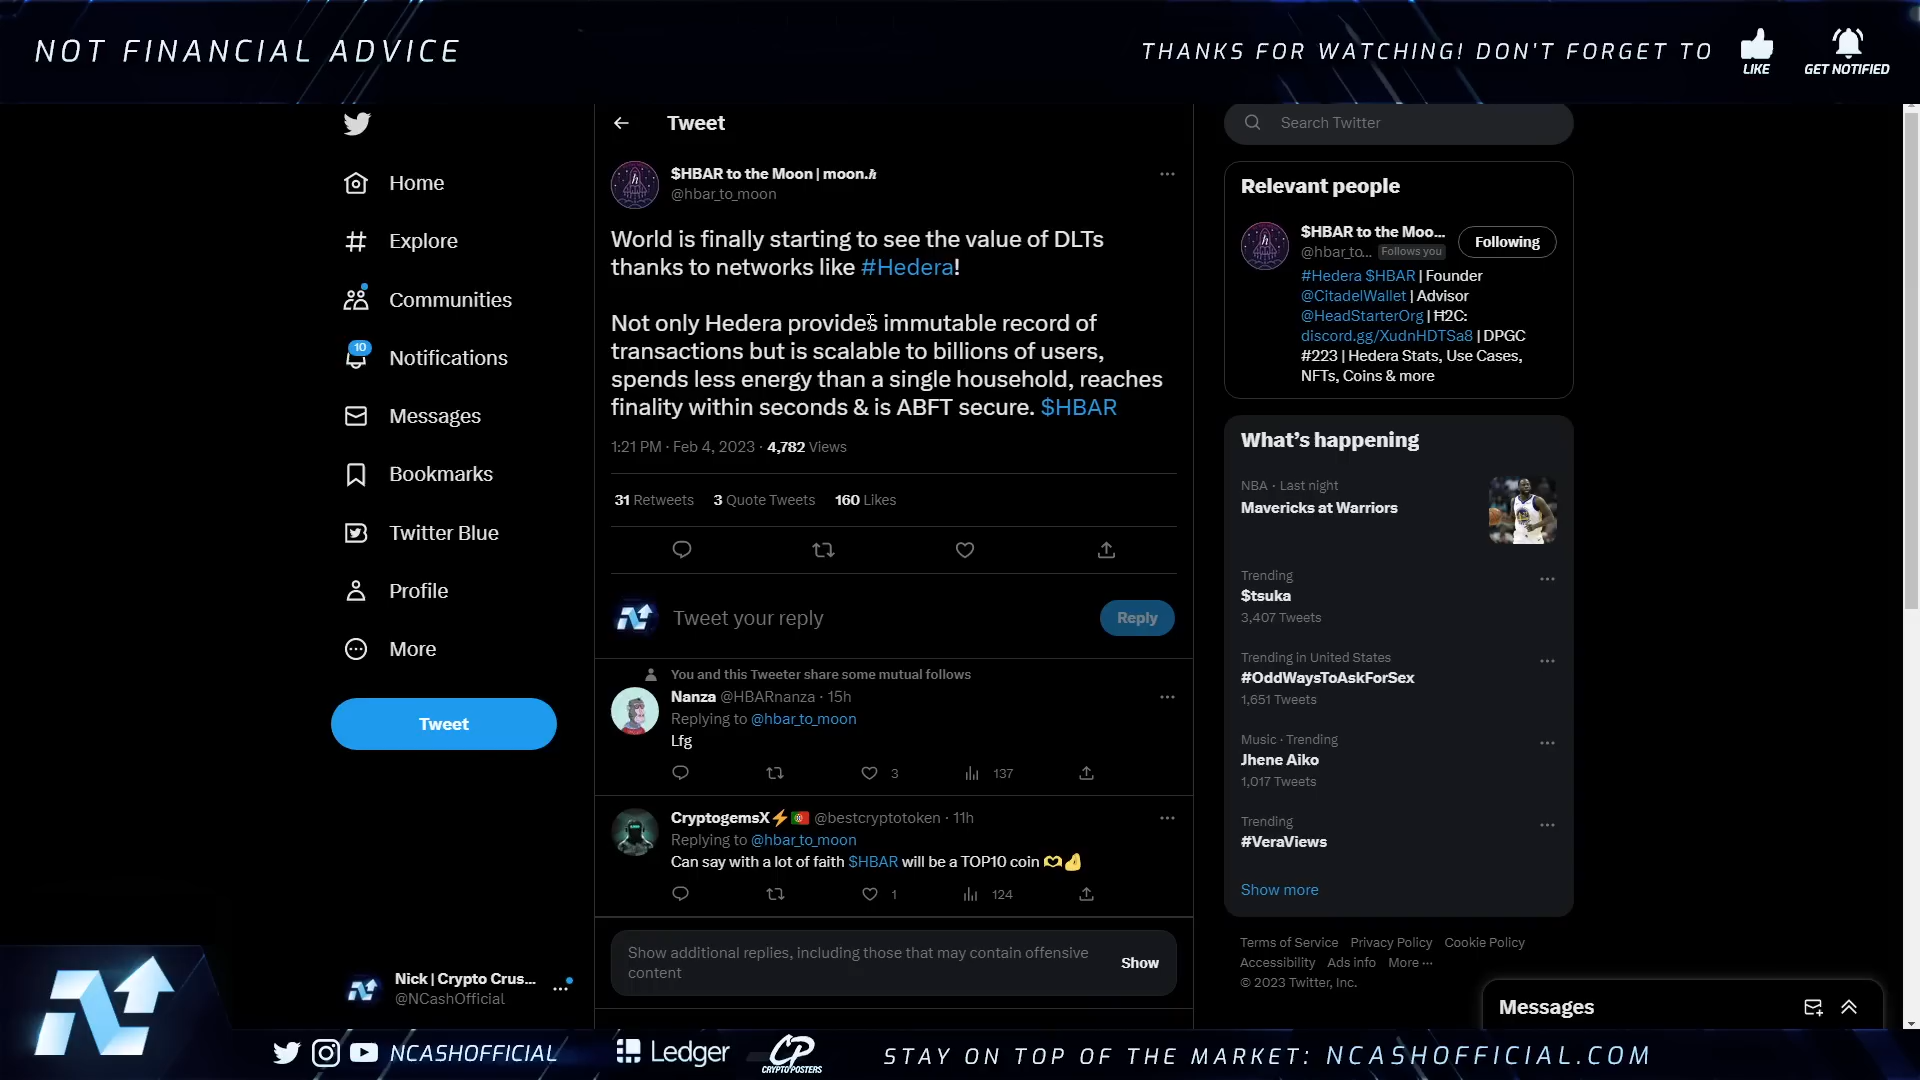 NOT FINANCIAL ADVICE
THANKS FOR WATCHING! DON'T FORGET TO
LIKE
GET NOTIFIED
Home
Explore
Communities
10
Notifications
Messages
Bookmarks
Twitter Blue
Profile
More
Tweet
Nick | Crypto Crus...
@NCashOfficial
Tweet
$HBAR to the Moon | moon.ℏ
@hbar_to_moon
World is finally starting to see the value of DLTs
thanks to networks like #Hedera!
Not only Hedera provides immutable record of
transactions but is scalable to billions of users,
spends less energy than a single household, reaches
finality within seconds & is ABFT secure. $HBAR
1:21 PM · Feb 4, 2023 · 4,782 Views
31 Retweets 3 Quote Tweets 160 Likes
Tweet your reply
Reply
You and this Tweeter share some mutual follows
Nanza @HBARnanza · 15h
Replying to @hbar_to_moon
Lfg
3 137
CryptogemsX⚡🇵🇹 @bestcryptotoken · 11h
Replying to @hbar_to_moon
Can say with a lot of faith $HBAR will be a TOP10 coin
1 124
Show additional replies, including those that may contain offensive
content
Show
Search Twitter
Relevant people
$HBAR to the Moo...
@hbar_to... Follows you
Following
#Hedera $HBAR | Founder
@CitadelWallet | Advisor
@HeadStarterOrg | Ħ2C:
discord.gg/XudnHDTSa8 | DPGC
#223 | Hedera Stats, Use Cases,
NFTs, Coins & more
What's happening
NBA · Last night
Mavericks at Warriors
Trending
$tsuka
3,407 Tweets
Trending in United States
#OddWaysToAskForSex
1,651 Tweets
Music · Trending
Jhene Aiko
1,017 Tweets
Trending
#VeraViews
Show more
Terms of Service Privacy Policy Cookie Policy
Accessibility Ads info More ···
© 2023 Twitter, Inc.
Messages
NCASHOFFICIAL
Ledger
CP
CRYPTOPOSTERS
STAY ON TOP OF THE MARKET: NCASHOFFICIAL.COM